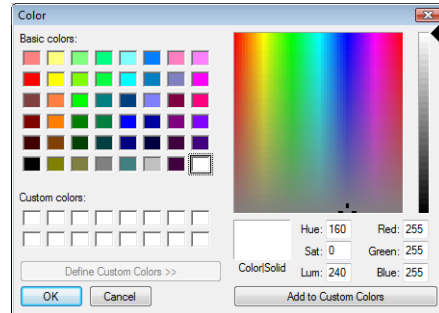 Color
Basic colors:
Custom colors:
Define Custom Colors >>
OK Cancel
Color|Solid
Hue: 160 Red: 255
Sat: 0 Green: 255
Lum: 240 Blue: 255
Add to Custom Colors